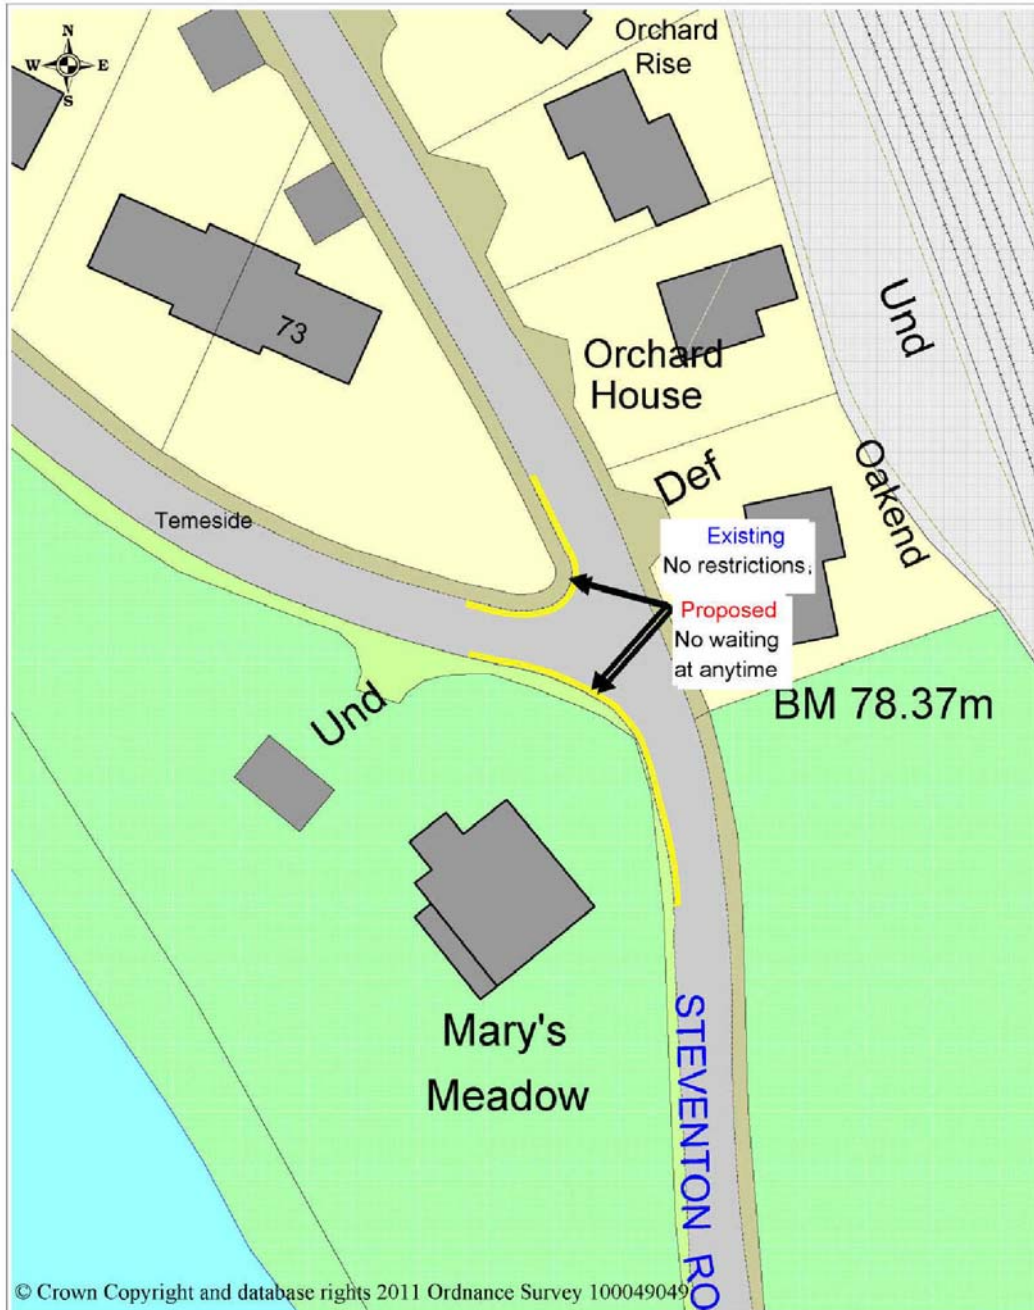 N
W E
S
Orchard
Rise
73
Und
Orchard
House
Def
Oakend
Temeside
Existing
No restrictions,
Proposed
No waiting
at anytime
BM 78.37m
Und
Mary's
Meadow
STEVENTON RO
© Crown Copyright and database rights 2011 Ordnance Survey 100049049